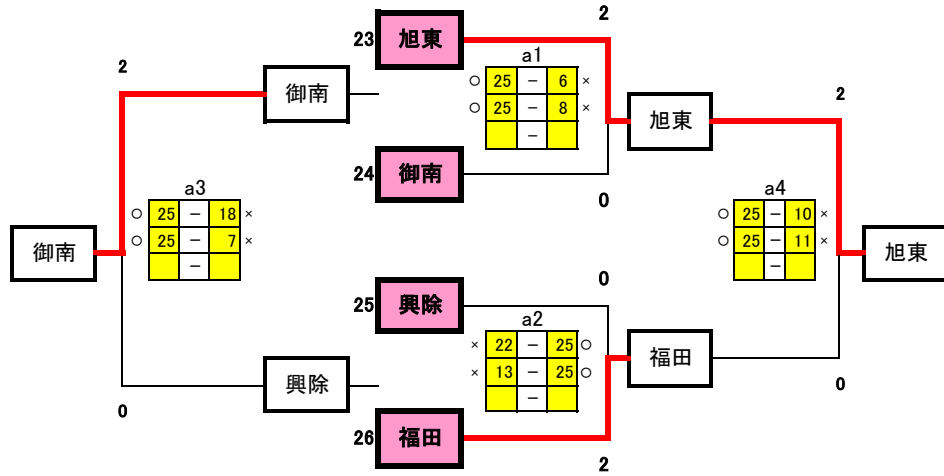 2
23 旭東
a1
2
御南
○ 25 － 6 ×
○ 25 － 8 ×
－
旭東
2
24 御南
0
a3
○ 25 － 18 ×
○ 25 － 7 ×
－
御南
a4
○ 25 － 10 ×
○ 25 － 11 ×
－
旭東
0
25 興除
a2
× 22 － 25 ○
× 13 － 25 ○
－
福田
興除
0
0
26 福田
2